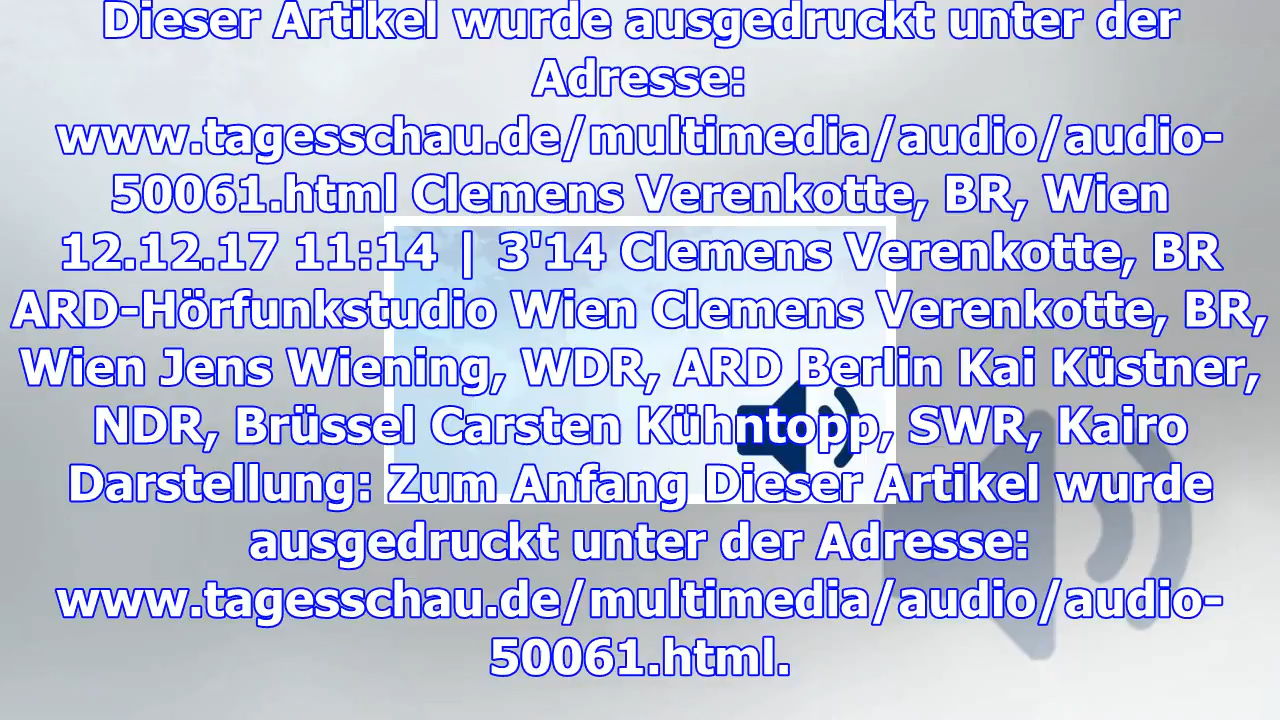 Dieser Artikel wurde ausgedruckt unter der
Adresse:
www.tagesschau.de/multimedia/audio/audio-
50061.html Clemens Verenkotte, BR, Wien
12.12.17 11:14 | 3'14 Clemens Verenkotte, BR
ARD-Hörfunkstudio Wien Clemens Verenkotte, BR,
Wien Jens Wiening, WDR, ARD Berlin Kai Küstner,
NDR, Brüssel Carsten Kühntopp, SWR, Kairo
Darstellung: Zum Anfang Dieser Artikel wurde
ausgedruckt unter der Adresse:
www.tagesschau.de/multimedia/audio/audio-
50061.html.